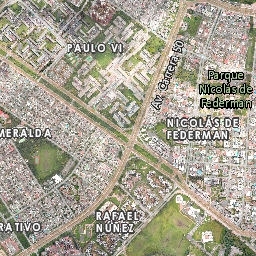 PAULO VI
Av. Carrera 50
Parque
Nicolás de
Federman
NICOLÁS DE
FEDERMAN
MERALDA
RAFAEL
NÚÑEZ
RATIVO